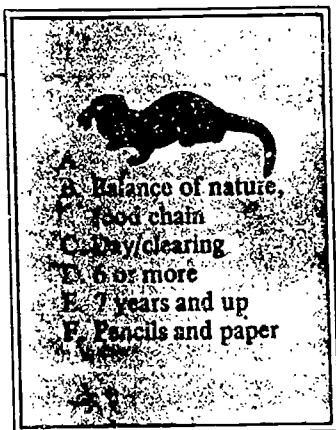 A.
B. Balance of nature,
food chain
C. Day/clearing
D. 6 or more
E. 7 years and up
F. Pencils and paper